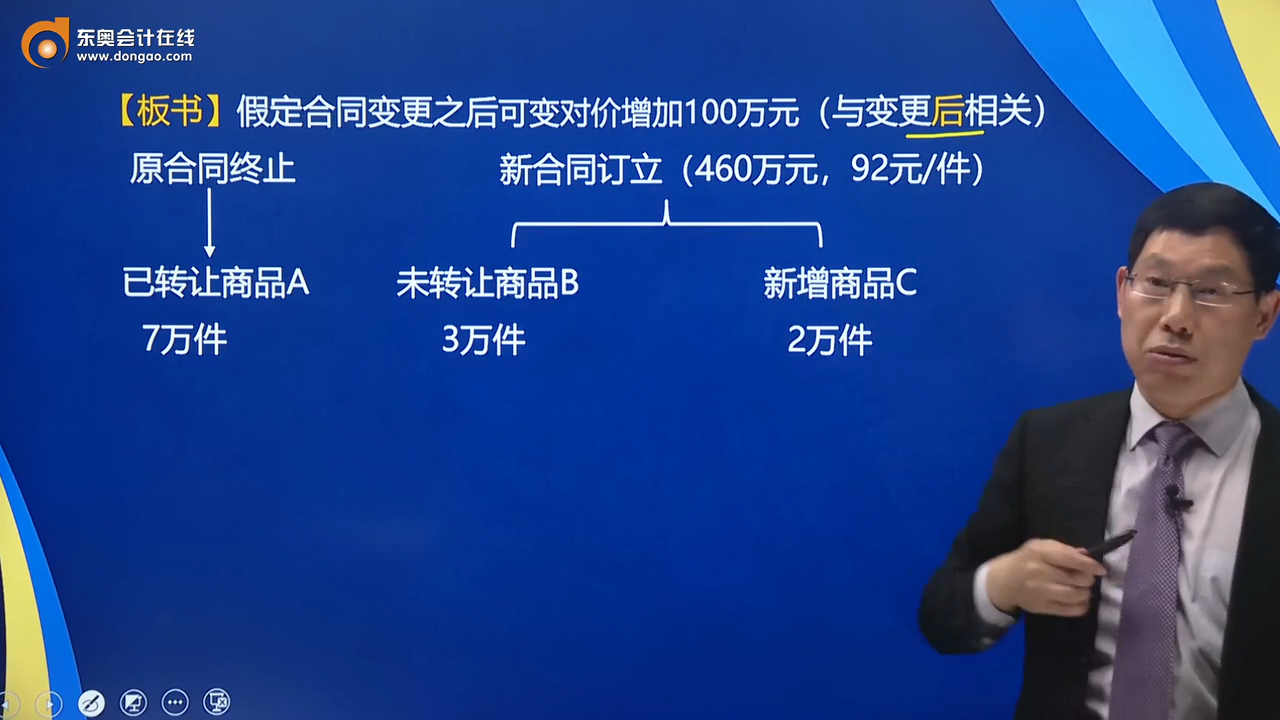 东奥会计在线
www.dongao.com
【板书】假定合同变更之后可变对价增加100万元（与变更后相关）
原合同终止 新合同订立（460万元，92元/件）
已转让商品A 未转让商品B 新增商品C
7万件 3万件 2万件